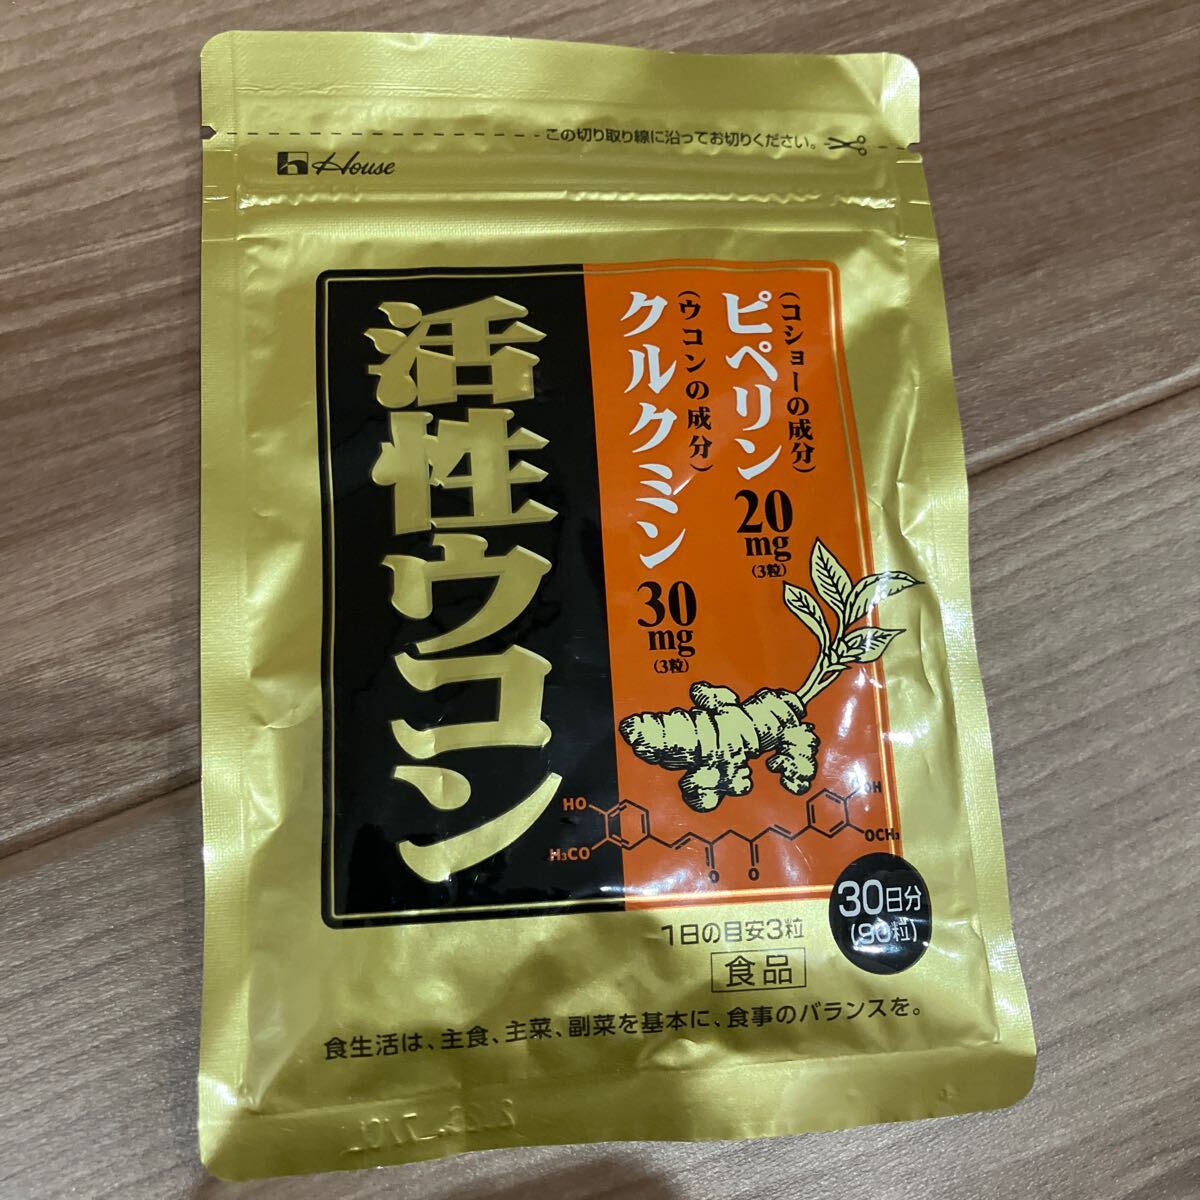 この切り取り線に沿ってお切りください。
House
(コショーの成分)
ピペリン
20mg
(3粒)
(ウコンの成分)
クルクミン
30mg
(3粒)
活性ウコン
HO
H₃CO
O
O
OH
OCH₃
30日分
(90粒)
1日の目安3粒
食品
食生活は、主食、主菜、副菜を基本に、食事のバランスを。